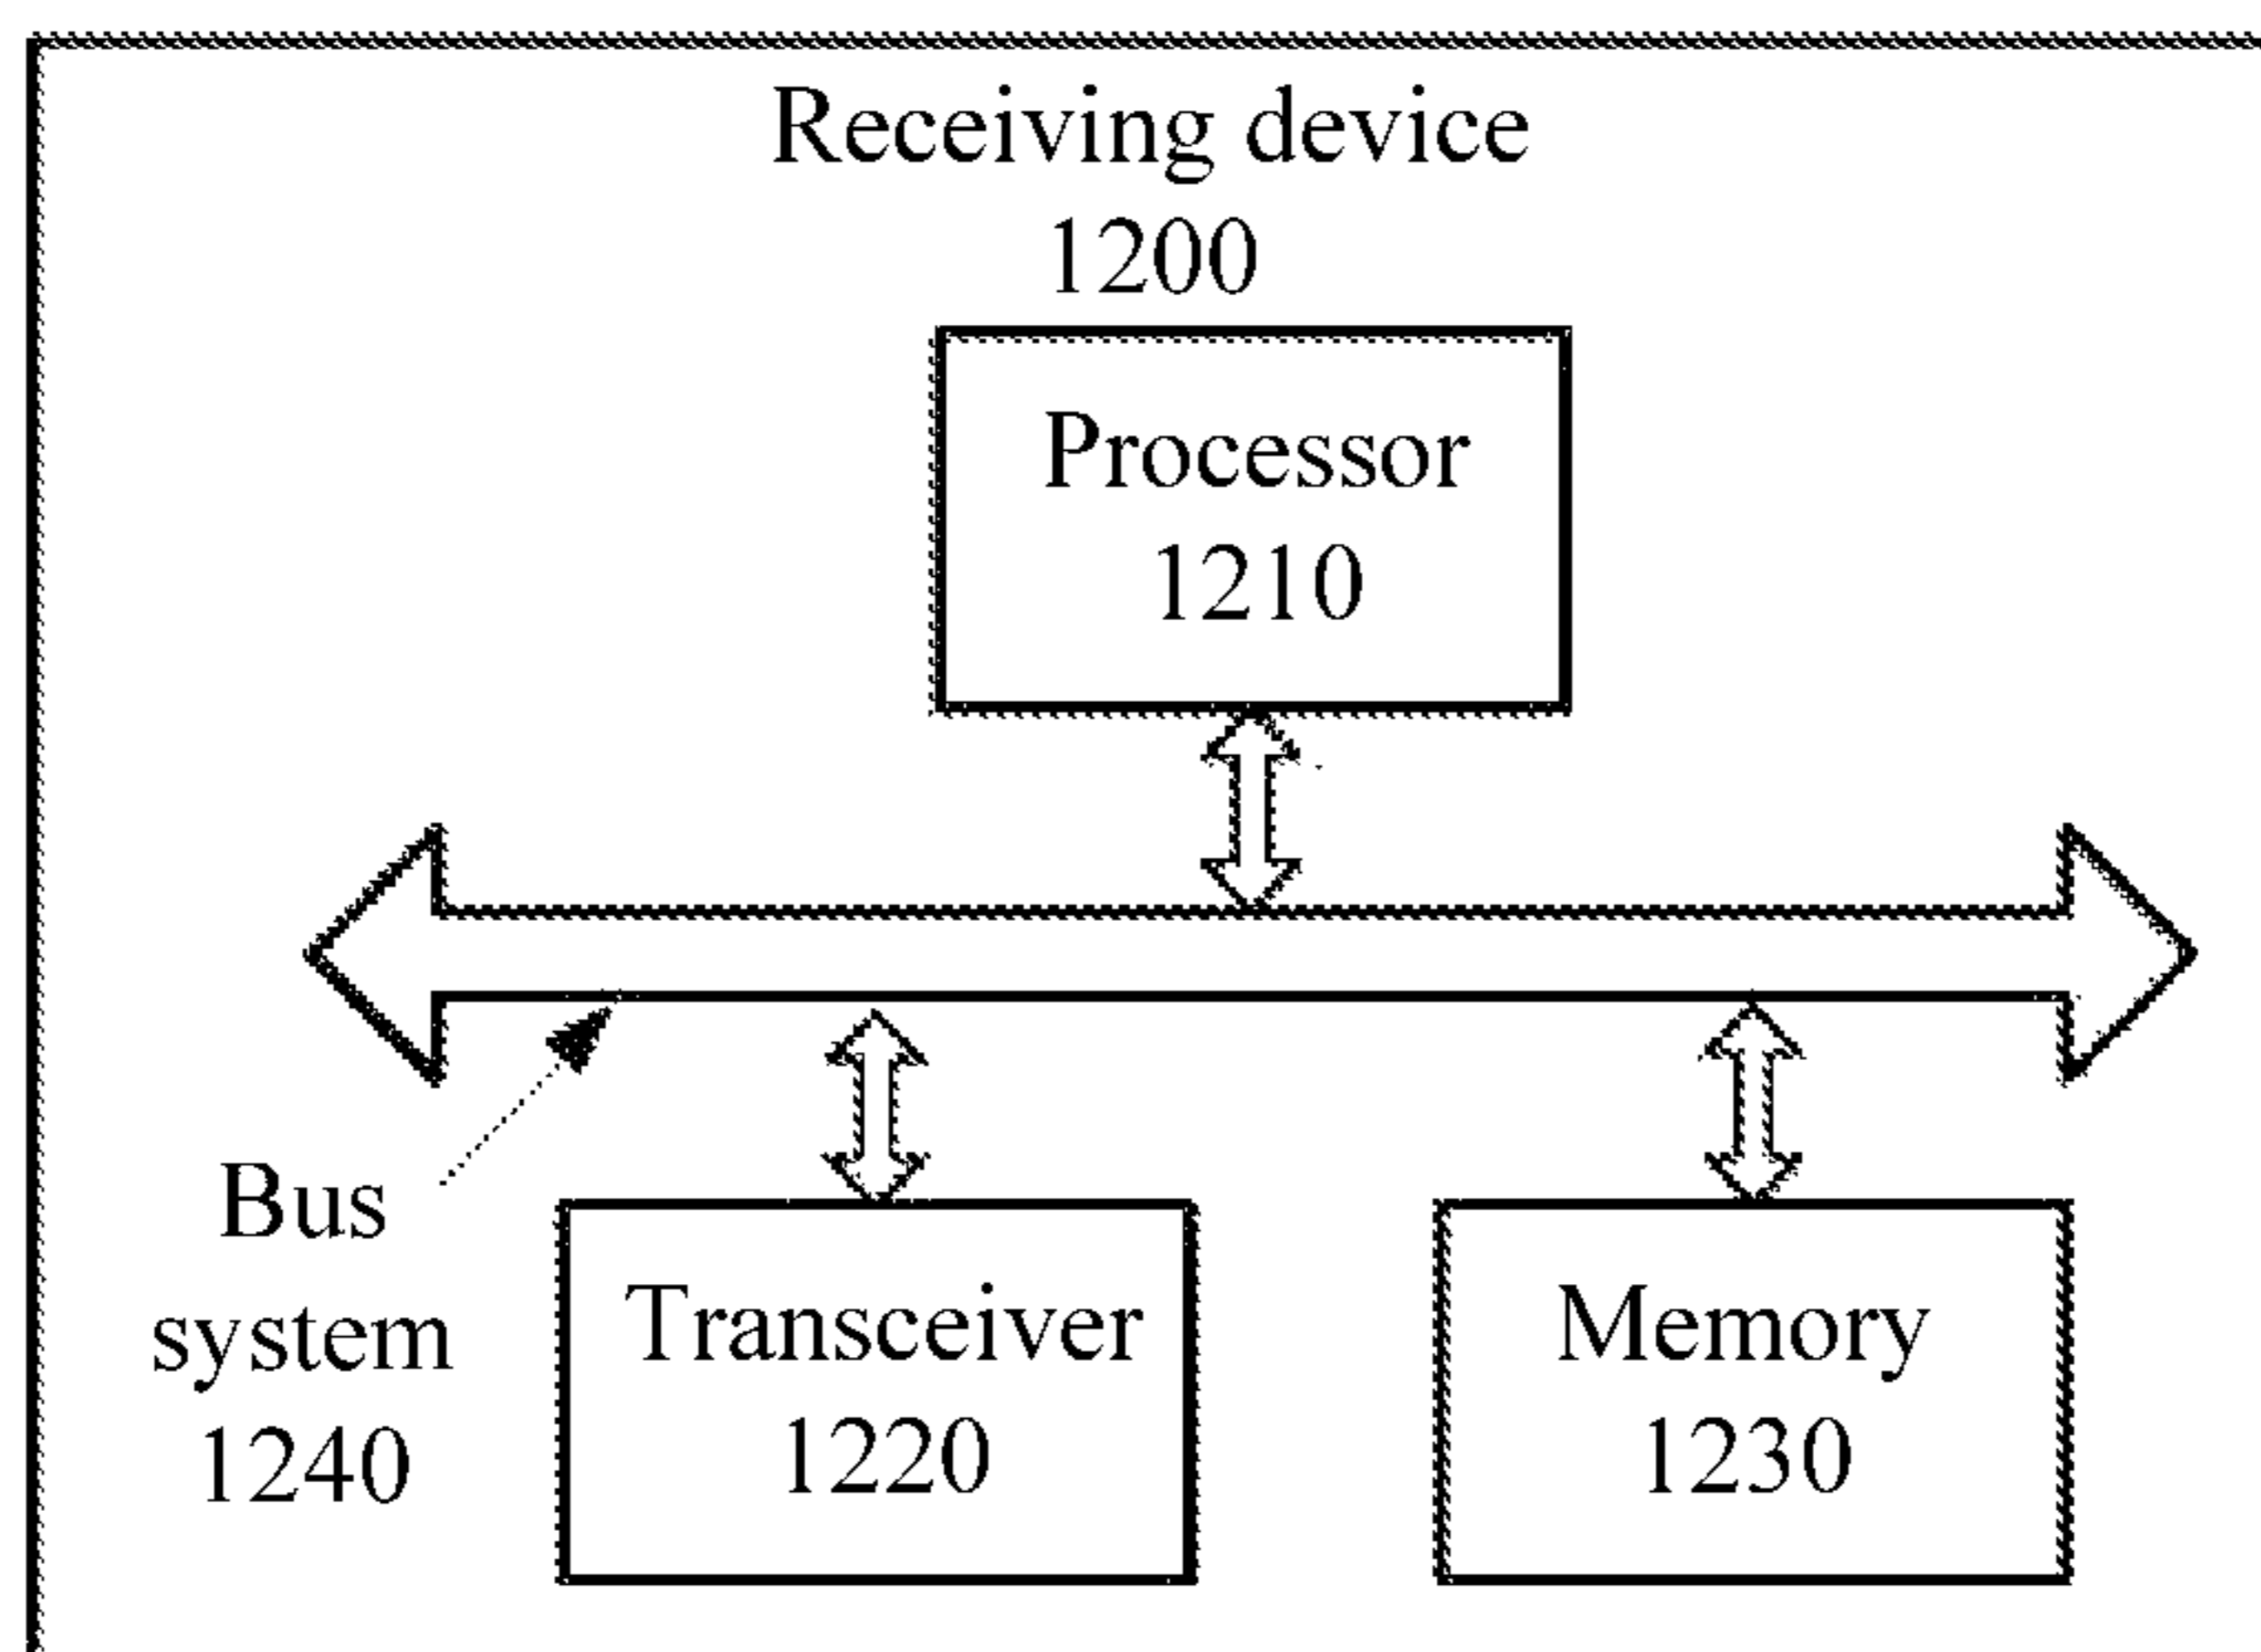 Receiving device
1200
Processor
1210
Bus
system
1240
Transceiver
1220
Memory
1230